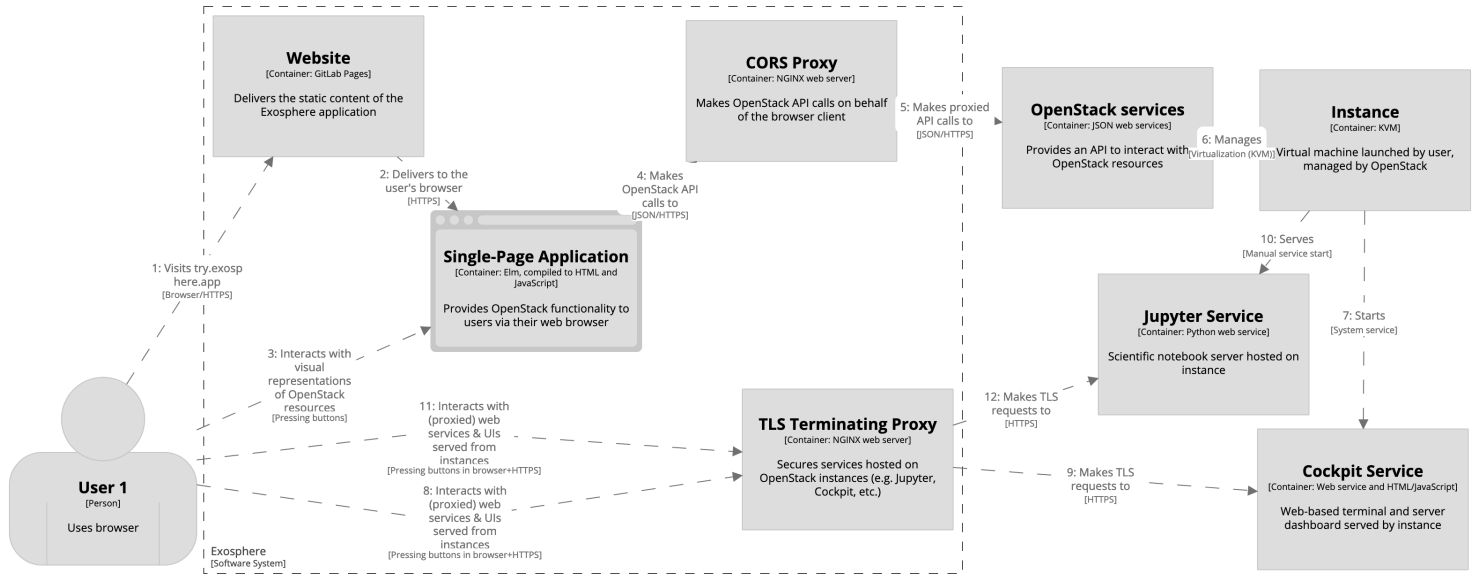 Website
[Container: GitLab Pages]
Delivers the static content of the
Exosphere application
CORS Proxy
[Container: NGINX web server]
Makes OpenStack API calls on behalf
of the browser client
5: Makes proxied
API calls to
[JSON/HTTPS]
OpenStack services
[Container: JSON web services]
Provides an API to interact with
OpenStack resources
6: Manages
[Virtualization (KVM)]
Instance
[Container: KVM]
Virtual machine launched by user,
managed by OpenStack
2: Delivers to the
user's browser
[HTTPS]
4: Makes
OpenStack API
calls to
[JSON/HTTPS]
1: Visits try.exosp
here.app
[Browser/HTTPS]
Single-Page Application
[Container: Elm, compiled to HTML and
JavaScript]
Provides OpenStack functionality to
users via their web browser
10: Serves
[Manual service start]
7: Starts
[System service]
Jupyter Service
[Container: Python web service]
Scientific notebook server hosted on
instance
3: Interacts with
visual
representations
of OpenStack
resources
[Pressing buttons]
11: Interacts with
(proxied) web
services & UIs
served from
instances
[Pressing buttons in browser+HTTPS]
12: Makes TLS
requests to
[HTTPS]
TLS Terminating Proxy
[Container: NGINX web server]
Secures services hosted on
OpenStack instances (e.g. Jupyter,
Cockpit, etc.)
9: Makes TLS
requests to
[HTTPS]
Cockpit Service
[Container: Web service and HTML/JavaScript]
Web-based terminal and server
dashboard served by instance
User 1
[Person]
Uses browser
8: Interacts with
(proxied) web
services & UIs
served from
instances
[Pressing buttons in browser+HTTPS]
Exosphere
[Software System]